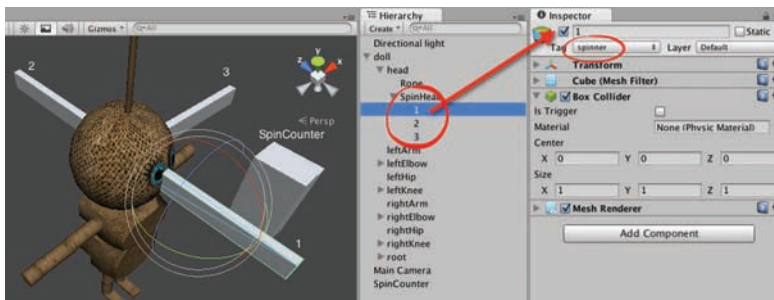 Gizmos
All
2
3
y
z
x
Persp
SpinCounter
1
Hierarchy
Create
All
Directional light
doll
head
Rope
SpinHead
1
2
3
leftArm
leftElbow
leftHip
leftKnee
rightArm
rightElbow
rightHip
rightKnee
root
Main Camera
SpinCounter
Inspector
1 Static
Tag spinner Layer Default
Transform
Cube (Mesh Filter)
Box Collider
Is Trigger
Material None (Physic Material)
Center
X 0 Y 0 Z 0
Size
X 1 Y 1 Z 1
Mesh Renderer
Add Component